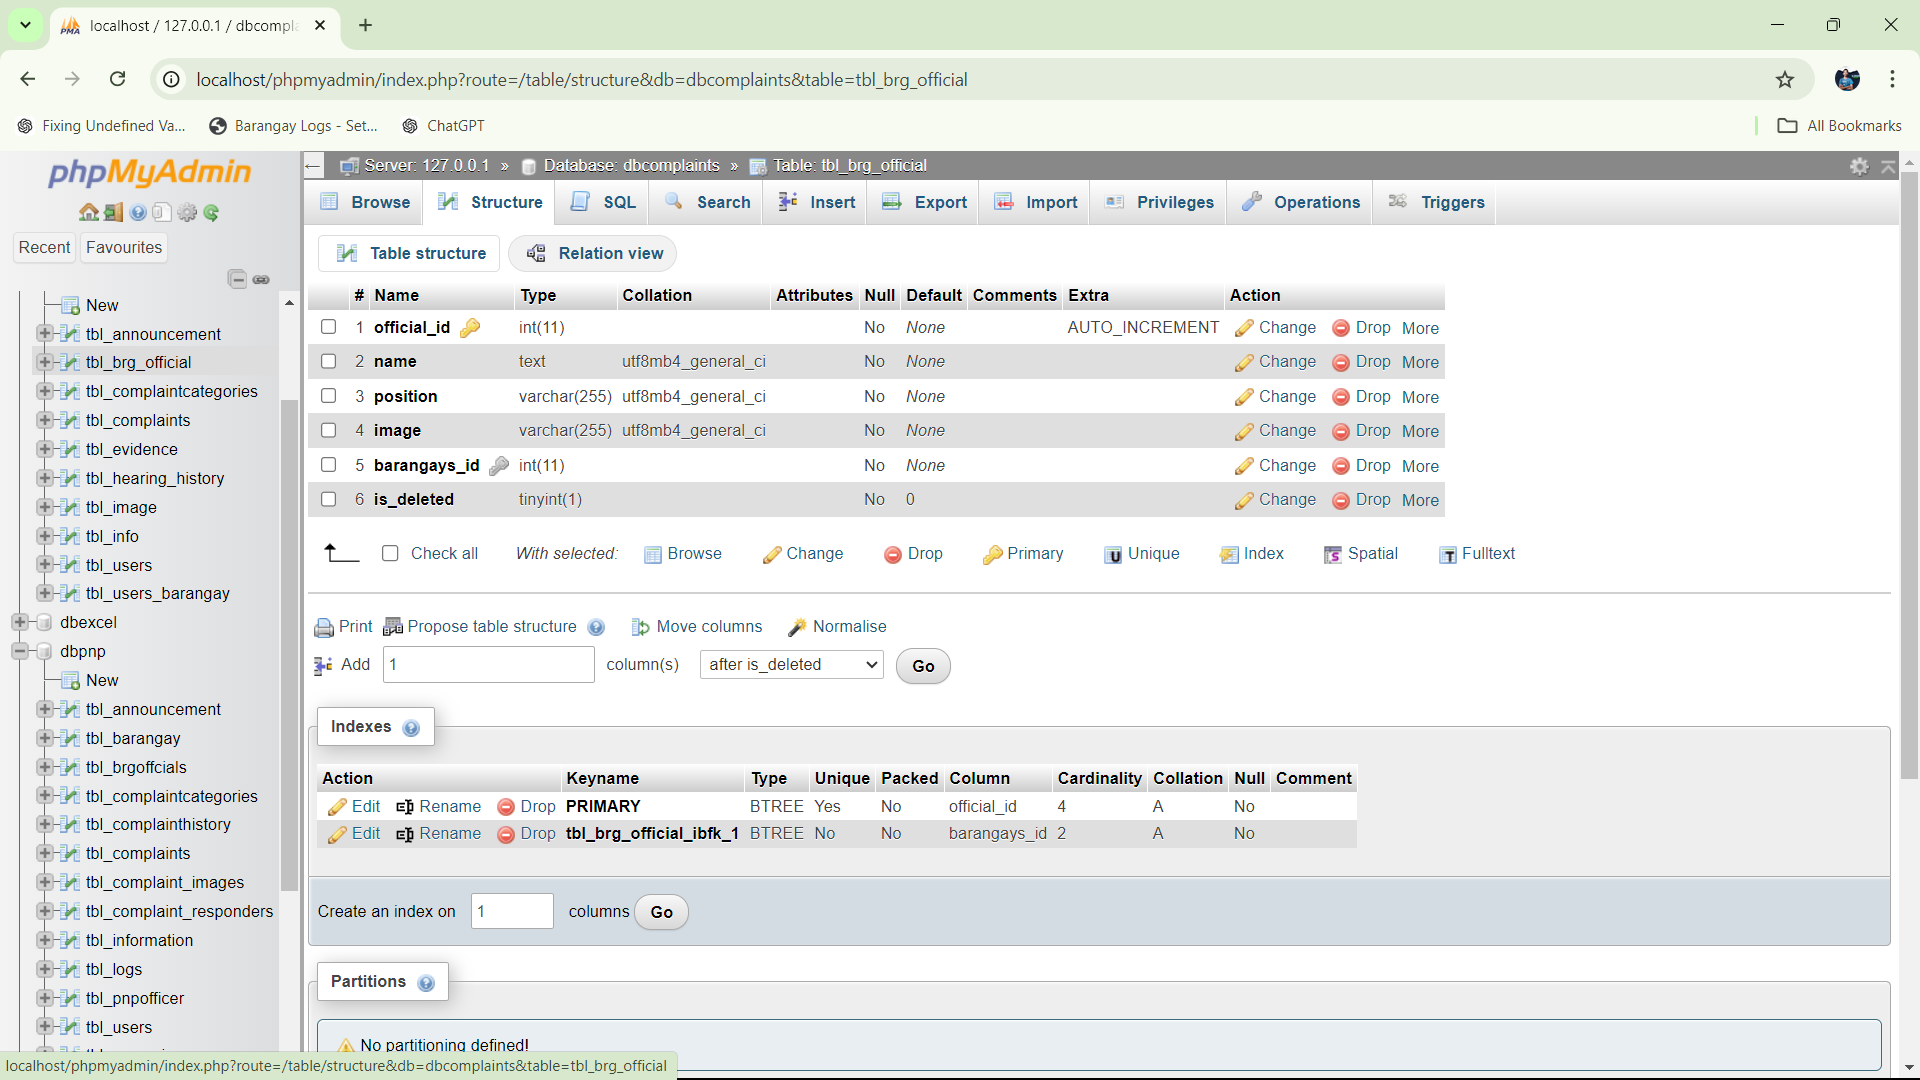 localhost / 127.0.0.1 / dbcompla
localhost/phpmyadmin/index.php?route=/table/structure&db=dbcomplaints&table=tbl_brg_official
Fixing Undefined Va... Barangay Logs - Set... ChatGPT All Bookmarks
phpMyAdmin
Recent Favourites
New
tbl_announcement
tbl_brg_official
tbl_complaintcategories
tbl_complaints
tbl_evidence
tbl_hearing_history
tbl_image
tbl_info
tbl_users
tbl_users_barangay
dbexcel
dbpnp
New
tbl_announcement
tbl_barangay
tbl_brgoffcials
tbl_complaintcategories
tbl_complainthistory
tbl_complaints
tbl_complaint_images
tbl_complaint_responders
tbl_information
tbl_logs
tbl_pnpofficer
tbl_users
Server: 127.0.0.1 » Database: dbcomplaints » Table: tbl_brg_official
Browse Structure SQL Search Insert Export Import Privileges Operations Triggers
Table structure Relation view
# Name Type Collation Attributes Null Default Comments Extra Action
1 official_id int(11) No None AUTO_INCREMENT Change Drop More
2 name text utf8mb4_general_ci No None Change Drop More
3 position varchar(255) utf8mb4_general_ci No None Change Drop More
4 image varchar(255) utf8mb4_general_ci No None Change Drop More
5 barangays_id int(11) No None Change Drop More
6 is_deleted tinyint(1) No 0 Change Drop More
Check all With selected: Browse Change Drop Primary Unique Index Spatial Fulltext
Print Propose table structure Move columns Normalise
Add 1 column(s) after is_deleted Go
Indexes
Action Keyname Type Unique Packed Column Cardinality Collation Null Comment
Edit Rename Drop PRIMARY BTREE Yes No official_id 4 A No
Edit Rename Drop tbl_brg_official_ibfk_1 BTREE No No barangays_id 2 A No
Create an index on 1 columns Go
Partitions
No partitioning defined!
localhost/phpmyadmin/index.php?route=/table/structure&db=dbcomplaints&table=tbl_brg_official